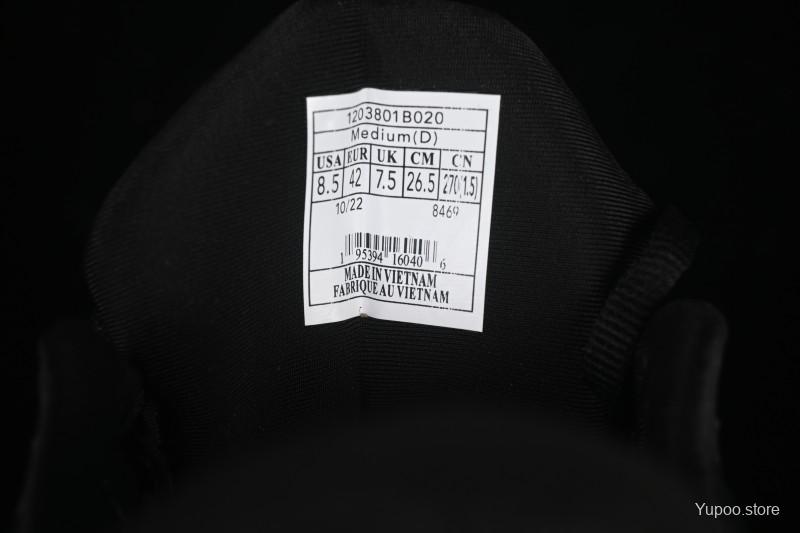 1203801B020
Medium(D)
USA EUR UK CM CN
8.5 42 7.5 26.5 270(1.5)
10/22 8469
1 95394 16040 6
MADE IN VIETNAM
FABRIQUE AU VIETNAM
Yupoo.store